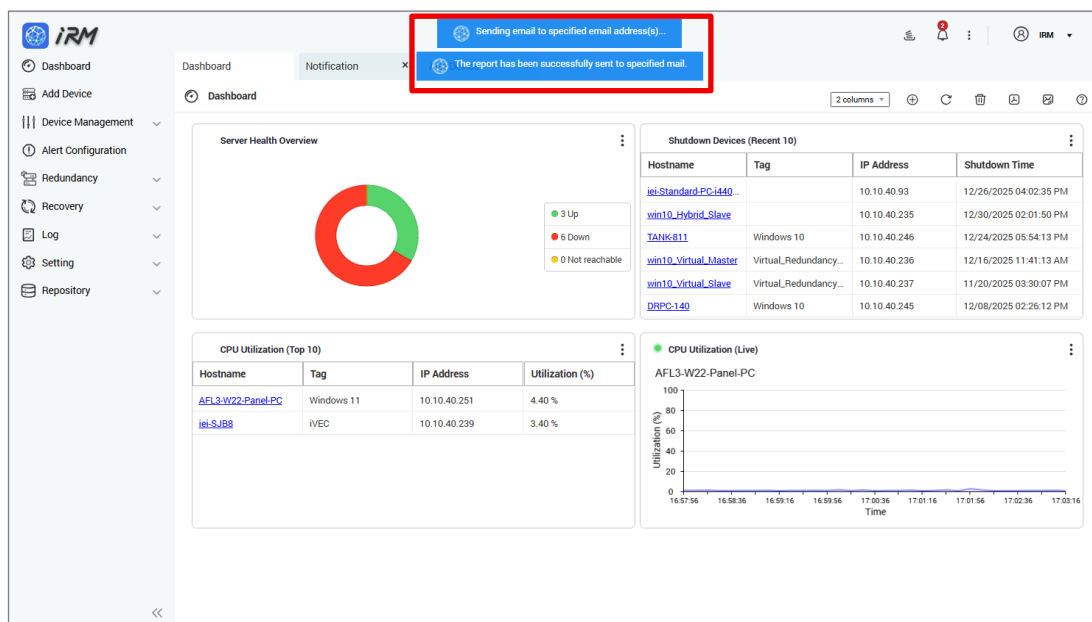 iRM
Sending email to specified email address(s)...
The report has been successfully sent to specified mail.
2
IRM
Dashboard
Add Device
Device Management
Alert Configuration
Redundancy
Recovery
Log
Setting
Repository
Dashboard
Notification
×
Dashboard
2 columns
Server Health Overview
3 Up
6 Down
0 Not reachable
Shutdown Devices (Recent 10)
Hostname Tag IP Address Shutdown Time
iei-Standard-PC-i440... 10.10.40.93 12/26/2025 04:02:35 PM
win10_Hybrid_Slave 10.10.40.235 12/30/2025 02:01:50 PM
TANK-811 Windows 10 10.10.40.246 12/24/2025 05:54:13 PM
win10_Virtual_Master Virtual_Redundancy... 10.10.40.236 12/16/2025 11:41:13 AM
win10_Virtual_Slave Virtual_Redundancy... 10.10.40.237 11/20/2025 03:30:07 PM
DRPC-140 Windows 10 10.10.40.245 12/08/2025 02:26:12 PM
CPU Utilization (Top 10)
Hostname Tag IP Address Utilization (%)
AFL3-W22-Panel-PC Windows 11 10.10.40.251 4.40 %
iei-SJB8 iVEC 10.10.40.239 3.40 %
CPU Utilization (Live)
AFL3-W22-Panel-PC
Utilization (%)
100
80
60
40
20
0
16:57:56 16:58:36 16:59:16 16:59:56 17:00:36 17:01:16 17:01:56 17:02:36 17:03:16
Time